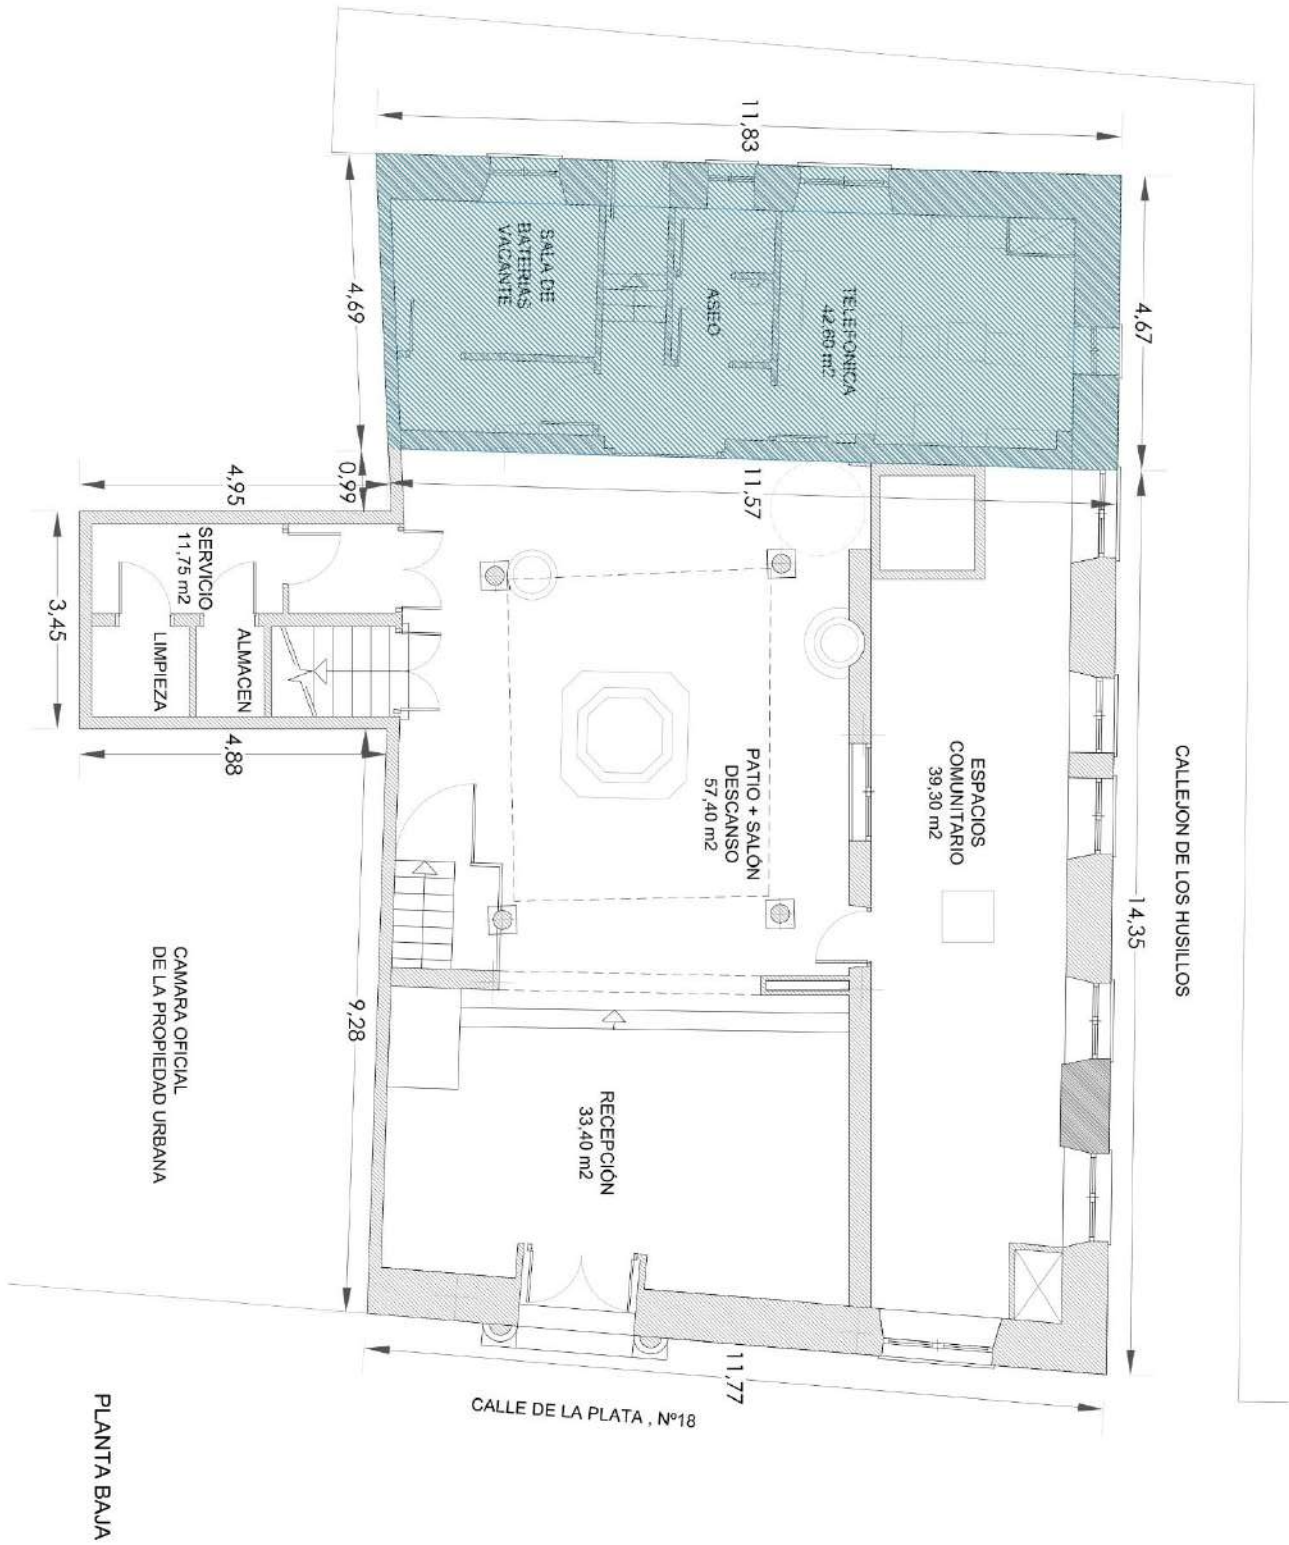 11,83
4,69
SALA DE
BATERIAS
VACANTE
ASEO
TELEFONICA
42.60 m2
4,67
4,95
0,99
11,57
SERVICIO
11,75 m2
3,45
LIMPIEZA
ALMACEN
4,88
PATIO + SALÓN
DESCANSO
57,40 m2
ESPACIOS
COMUNITARIO
39,30 m2
CALLEJON DE LOS HUSILLOS
14,35
CAMARA OFICIAL
DE LA PROPIEDAD URBANA
9,28
RECEPCIÓN
33,40 m2
11,77
CALLE DE LA PLATA , Nº18
PLANTA BAJA